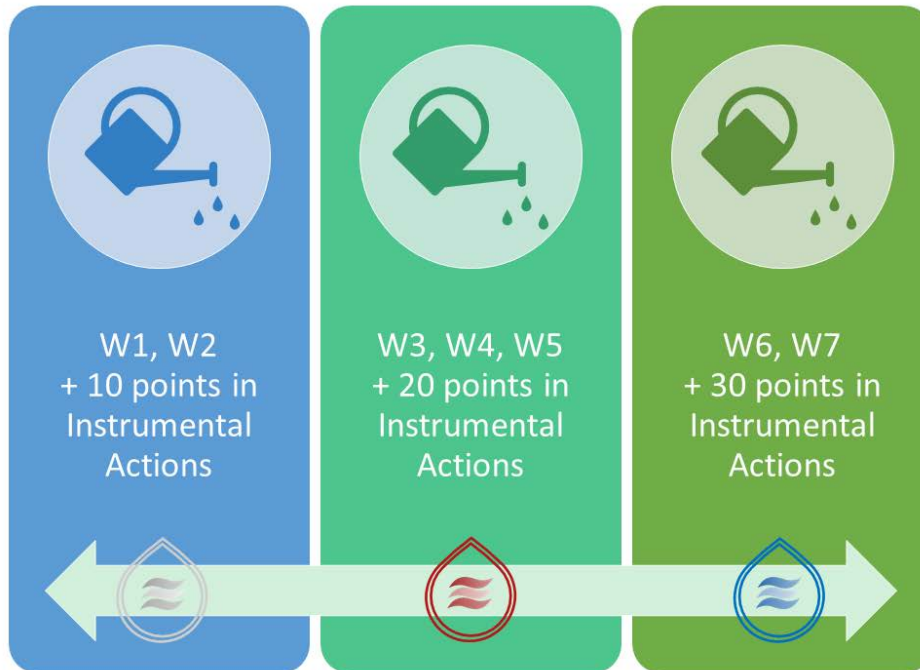 W1, W2
+ 10 points in
Instrumental
Actions
W3, W4, W5
+ 20 points in
Instrumental
Actions
W6, W7
+ 30 points in
Instrumental
Actions